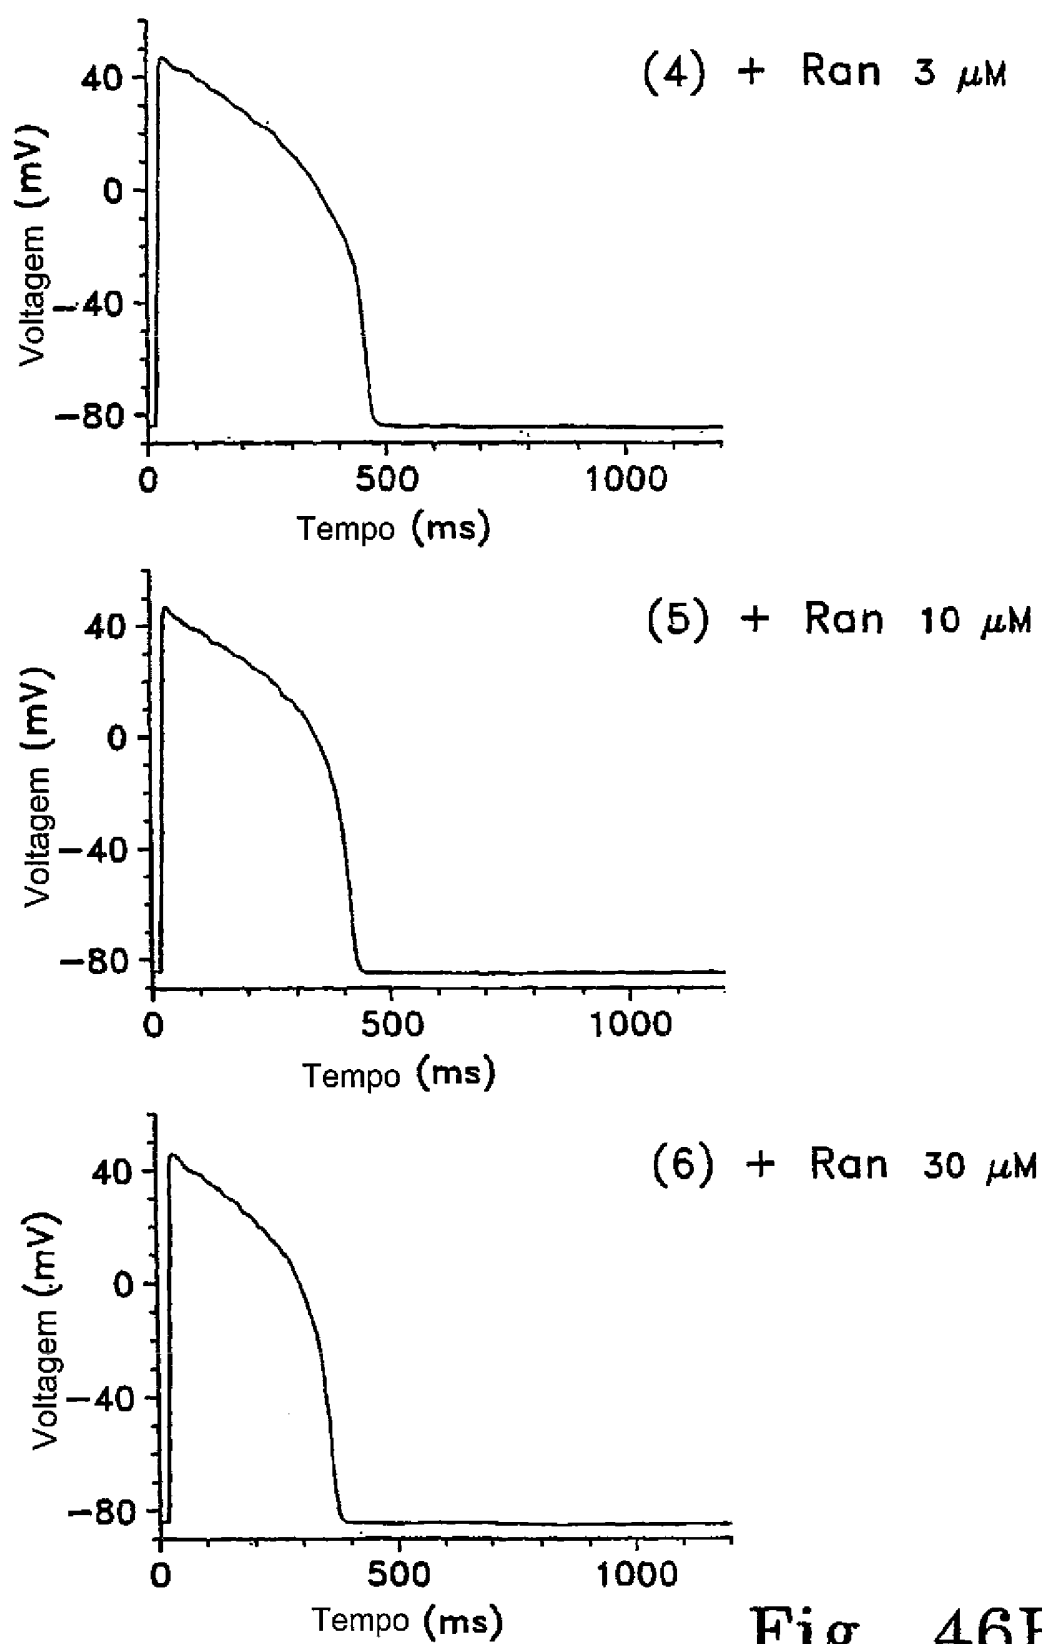 (4) + Ran 3 μM
40
0
-40
-80
Voltagem (mV)
0 500 1000
Tempo (ms)
(5) + Ran 10 μM
40
0
-40
-80
Voltagem (mV)
0 500 1000
Tempo (ms)
(6) + Ran 30 μM
40
0
-40
-80
Voltagem (mV)
0 500 1000
Tempo (ms)
Fig. 46